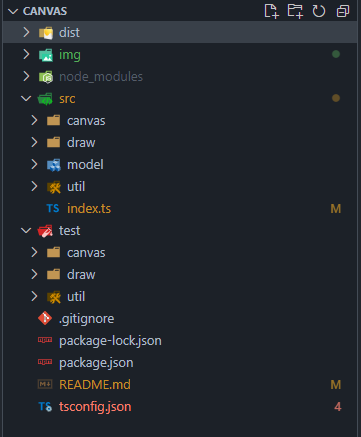 CANVAS
dist
img
node_modules
src
canvas
draw
model
util
TS index.ts M
test
canvas
draw
util
.gitignore
package-lock.json
package.json
README.md M
TS tsconfig.json 4